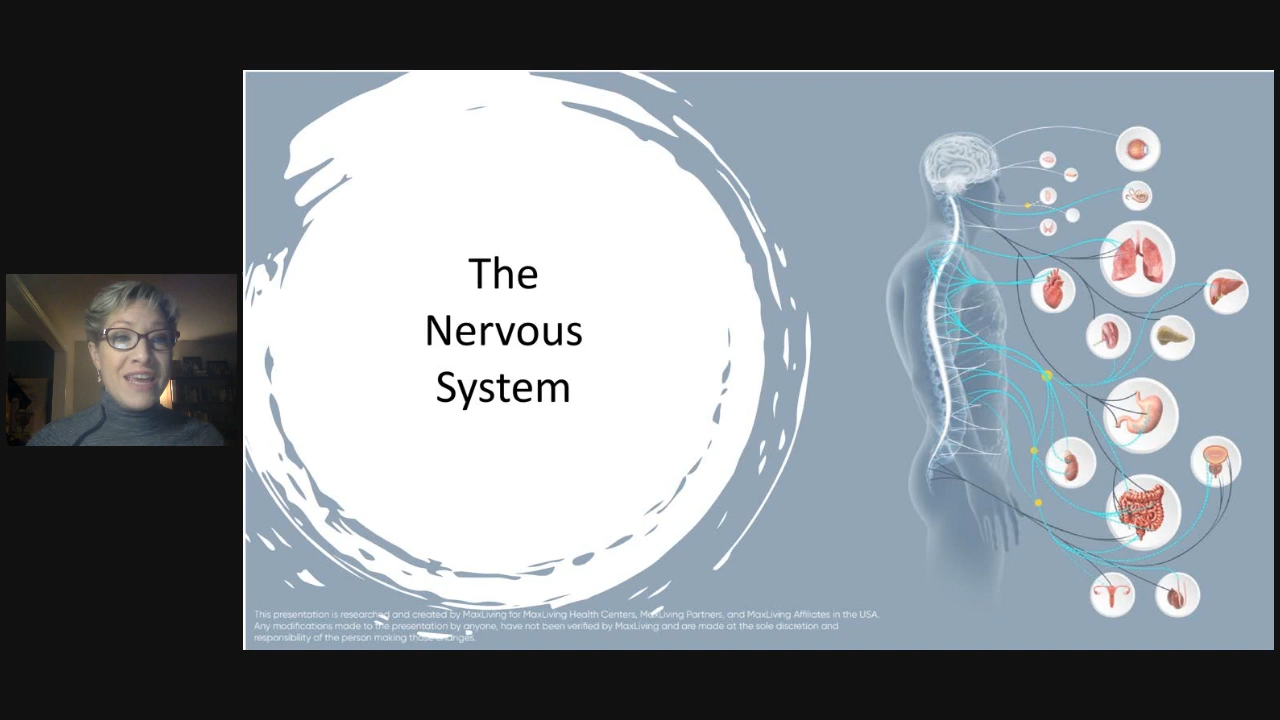 The
Nervous
System
This presentation is researched and created by MaxLiving for MaxLiving Health Centers, MaxLiving Partners, and MaxLiving Affiliates in the USA.
Any modifications made to the presentation by anyone, have not been verified by MaxLiving and are made at the sole discretion and
responsibility of the person making those changes.